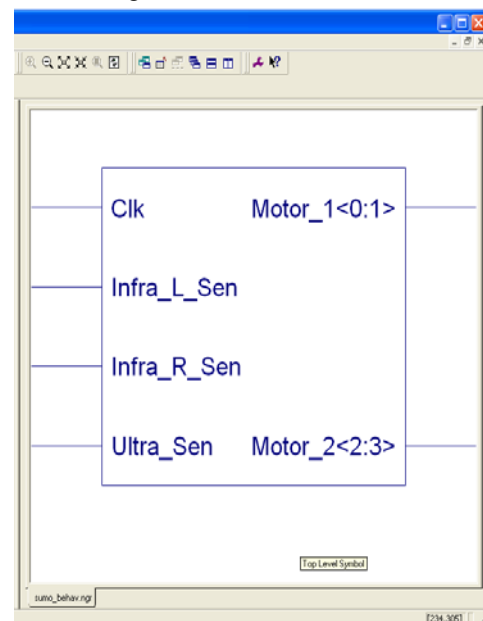 Clk Motor_1<0:1>
Infra_L_Sen
Infra_R_Sen
Ultra_Sen Motor_2<2:3>
Top Level Symbol
sumo_behav.ngr
[234,305]